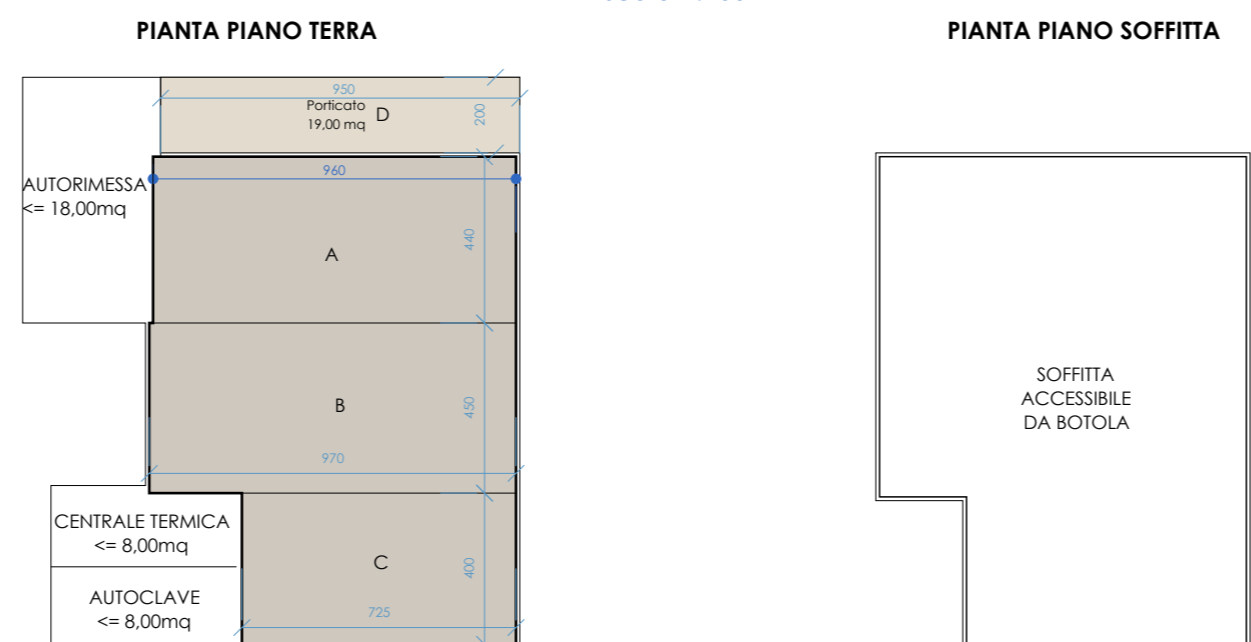 PIANTA PIANO TERRA
PIANTA PIANO SOFFITTA
950
Porticato
19,00 mq
D
200
960
AUTORIMESSA
<= 18,00mq
A
440
B
450
970
SOFFITTA
ACCESSIBILE
DA BOTOLA
CENTRALE TERMICA
<= 8,00mq
C
400
AUTOCLAVE
<= 8,00mq
725